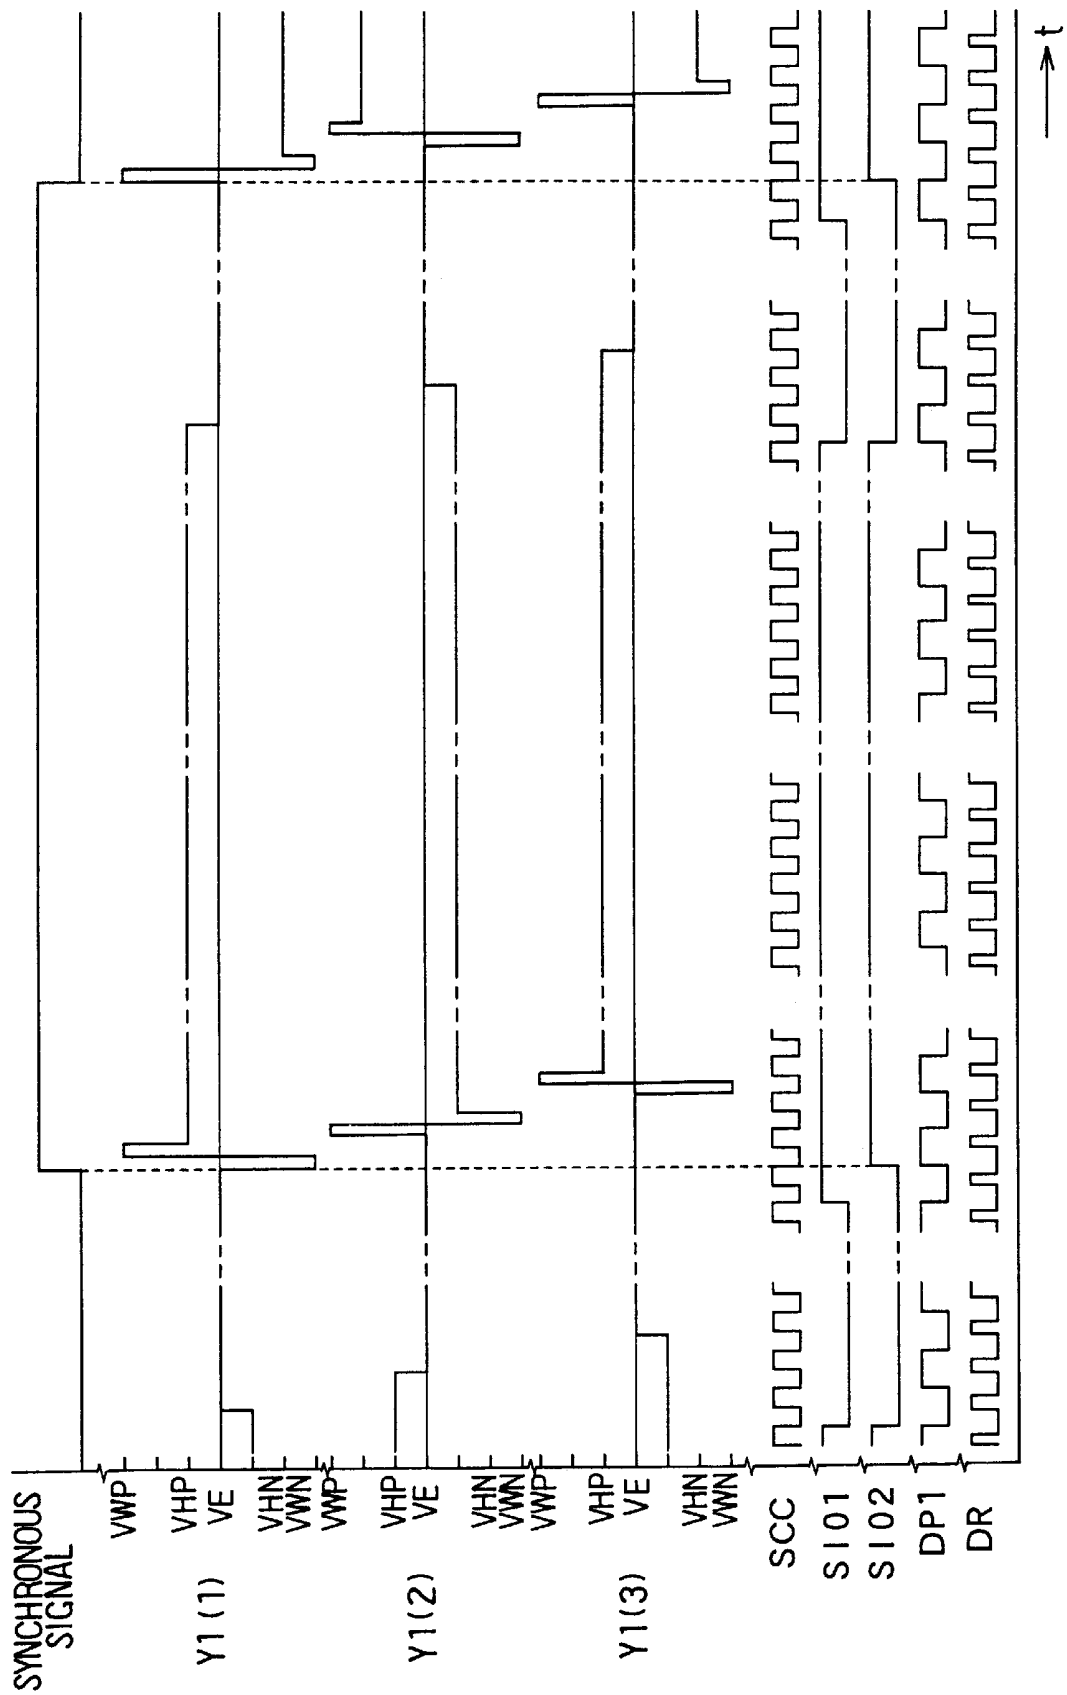 SYNCHRONOUS
SIGNAL
VWP
VHP
Y1(1)
VE
VHN
VWN
VWP
VHP
Y1(2)
VE
VHN
VWN
VWP
VHP
Y1(3)
VE
VHN
VWN
SCC
SI01
SI02
DP1
DR
t